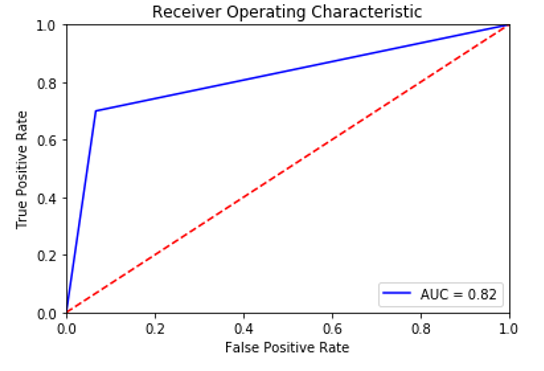 Receiver Operating Characteristic
1.0
0.8
0.6
0.4
0.2
0.0
True Positive Rate
AUC = 0.82
0.0 0.2 0.4 0.6 0.8 1.0
False Positive Rate